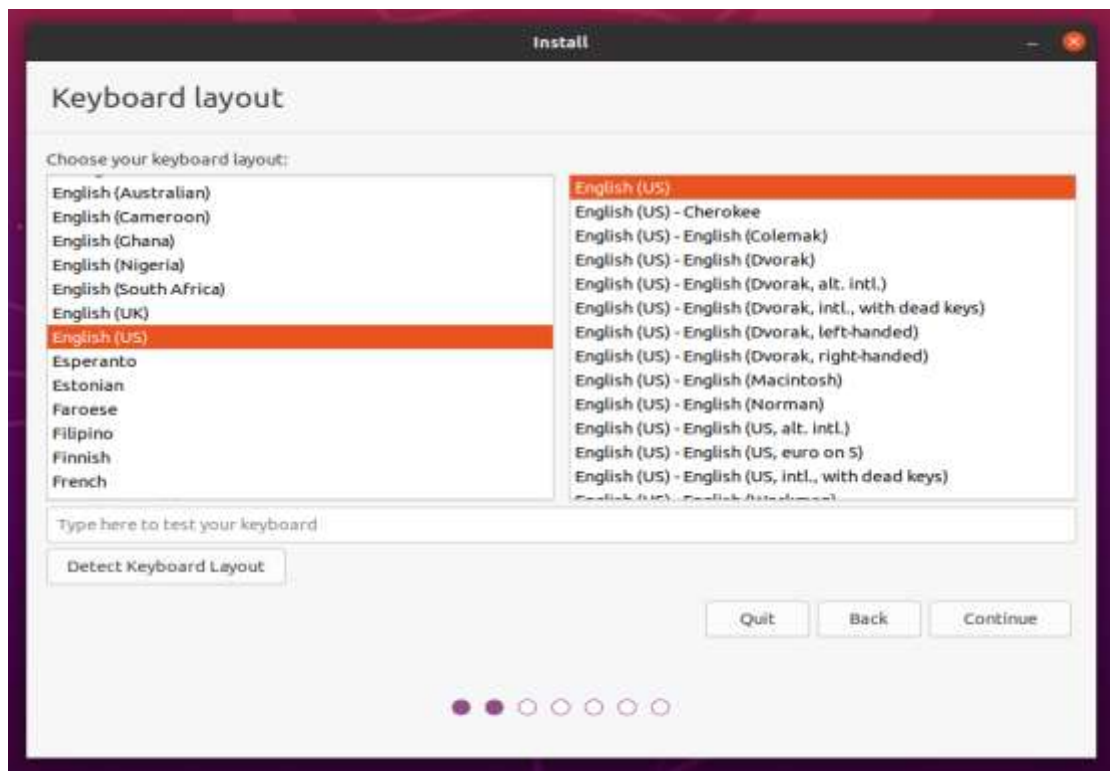 Install
Keyboard layout
Choose your keyboard layout:
English (Australian)
English (Cameroon)
English (Ghana)
English (Nigeria)
English (South Africa)
English (UK)
English (US)
Esperanto
Estonian
Faroese
Filipino
Finnish
French
English (US)
English (US) - Cherokee
English (US) - English (Colemak)
English (US) - English (Dvorak)
English (US) - English (Dvorak, alt. intl.)
English (US) - English (Dvorak, intl., with dead keys)
English (US) - English (Dvorak, left-handed)
English (US) - English (Dvorak, right-handed)
English (US) - English (Macintosh)
English (US) - English (Norman)
English (US) - English (US, alt. intl.)
English (US) - English (US, euro on 5)
English (US) - English (US, intl., with dead keys)
English (US) - English (Workman)
Type here to test your keyboard
Detect Keyboard Layout
Quit
Back
Continue